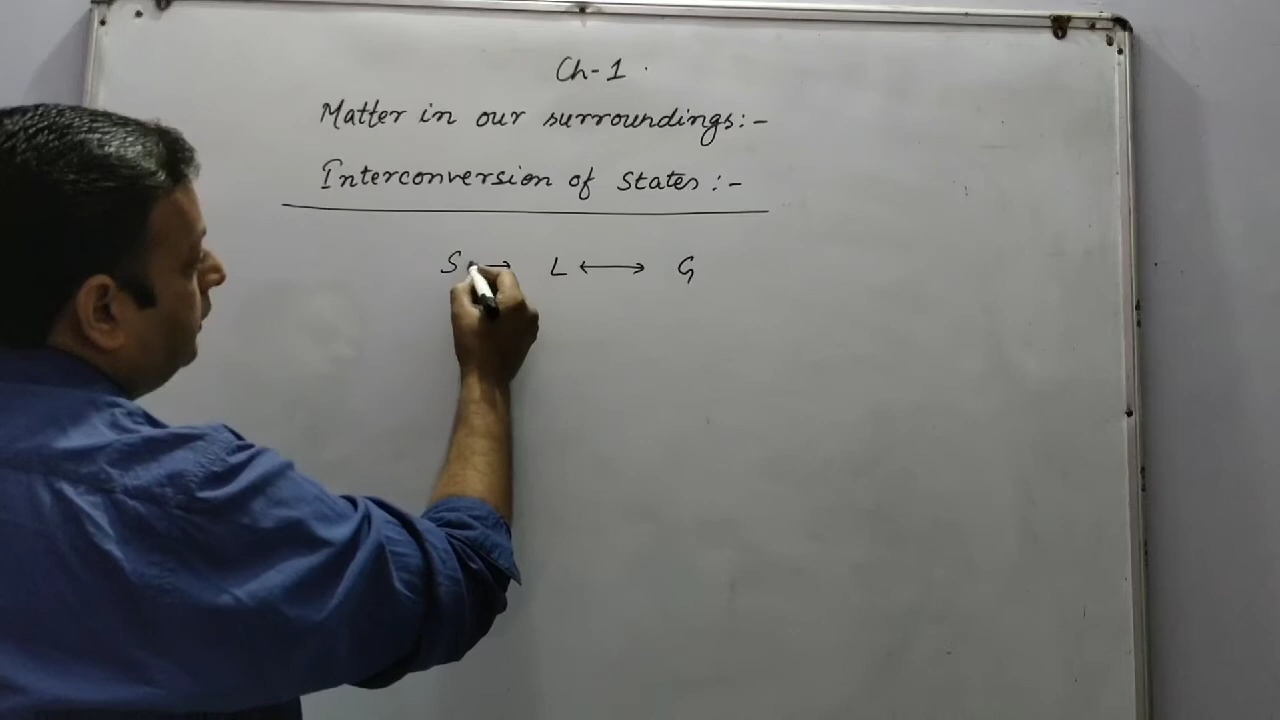 Ch-1
Matter in our surroundings:-
Interconversion of states:-
S → L ↔ G